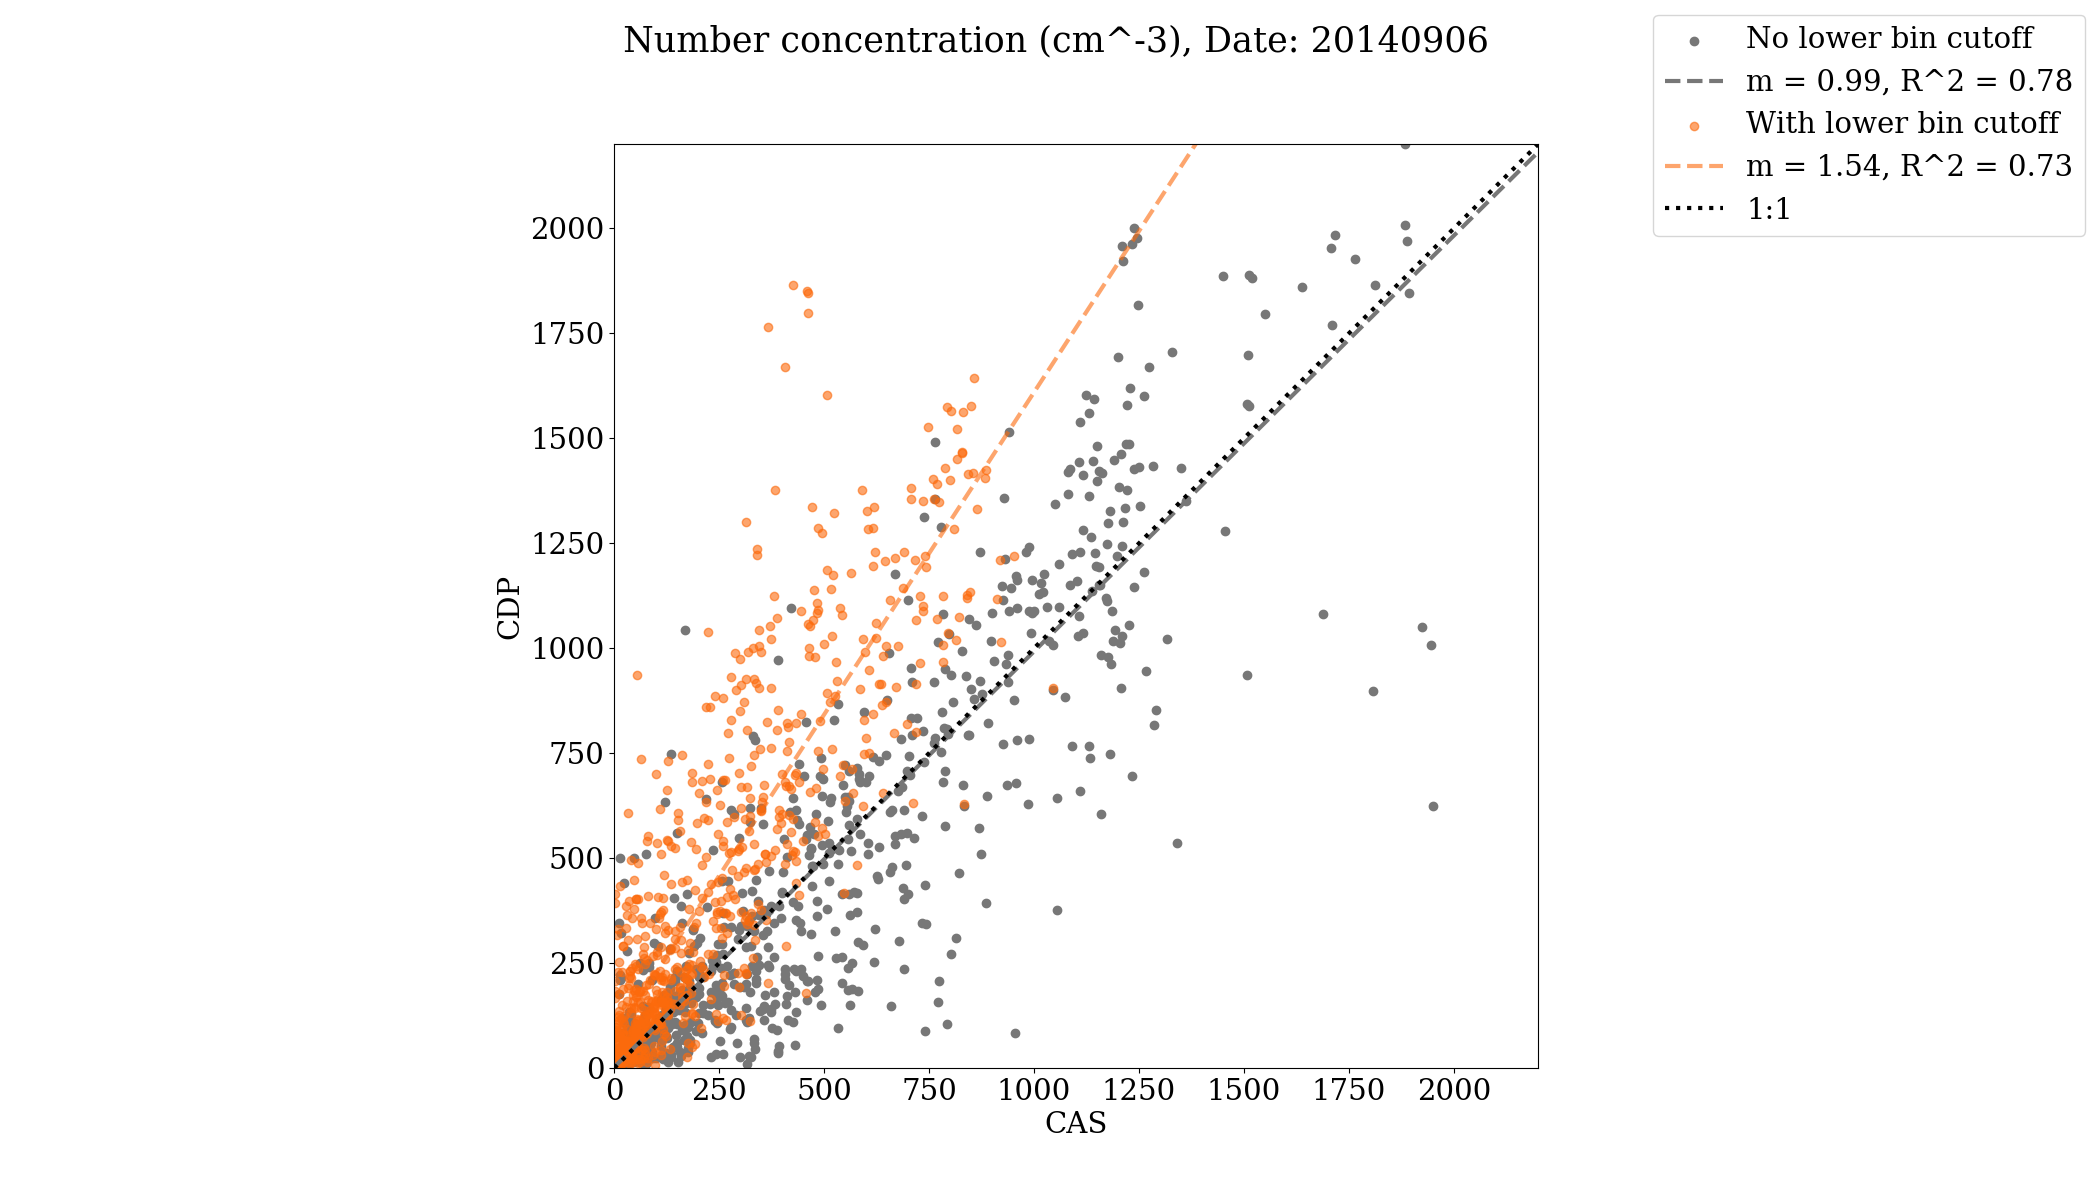 Number concentration (cm^-3), Date: 20140906
No lower bin cutoff
m = 0.99, R^2 = 0.78
With lower bin cutoff
m = 1.54, R^2 = 0.73
1:1
2000
1750
1500
1250
1000
750
500
250
0
CDP
0 250 500 750 1000 1250 1500 1750 2000
CAS